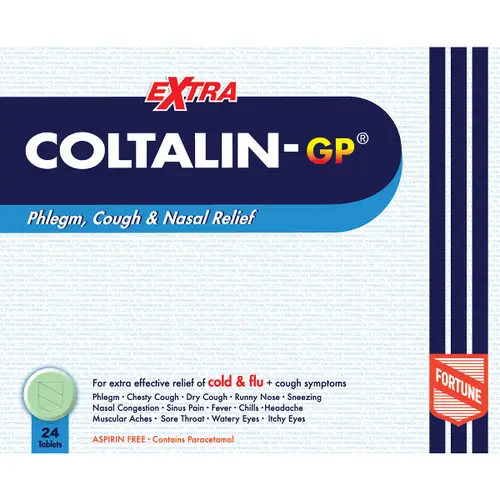 EXTRA
COLTALIN-GP®
Phlegm, Cough & Nasal Relief
For extra effective relief of cold & flu + cough symptoms
Phlegm • Chesty Cough • Dry Cough • Runny Nose • Sneezing
Nasal Congestion • Sinus Pain • Fever • Chills • Headache
Muscular Aches • Sore Throat • Watery Eyes • Itchy Eyes
24
Tablets
ASPIRIN FREE • Contains Paracetamol
FORTUNE